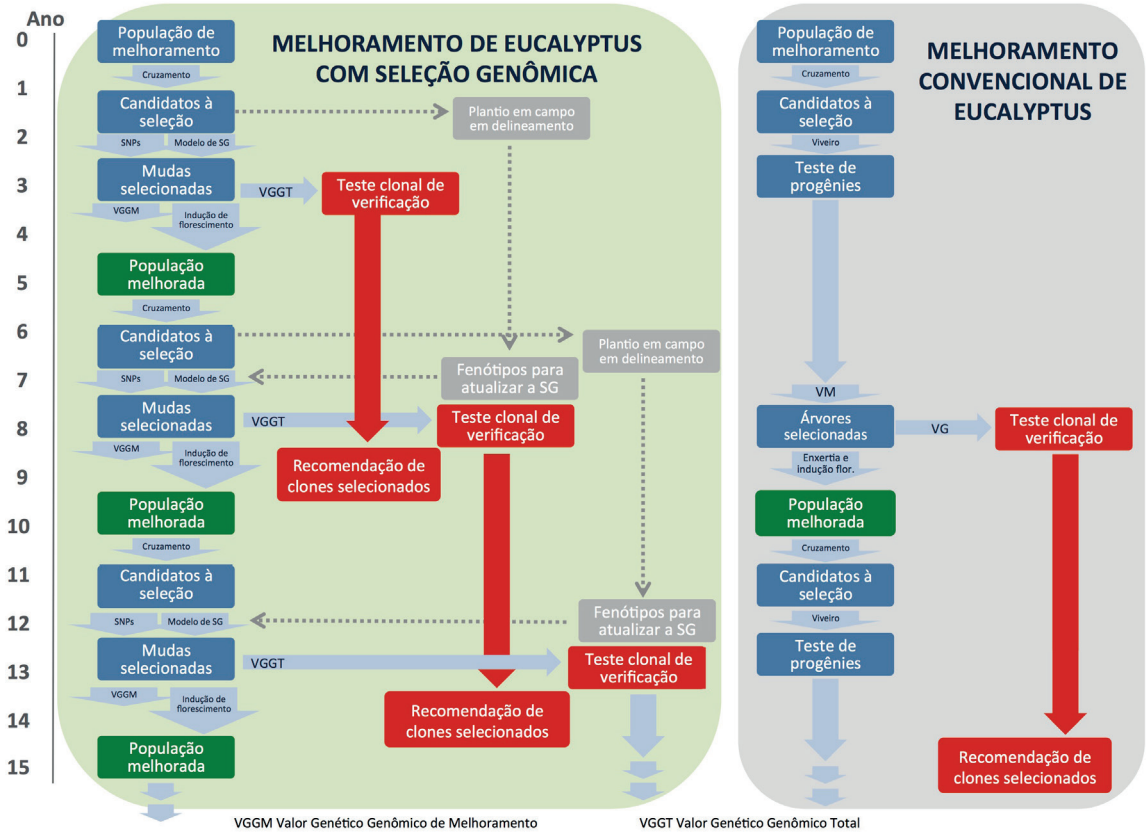 Ano
0
1
2
3
4
5
6
7
8
9
10
11
12
13
14
15
MELHORAMENTO DE EUCALYPTUS
COM SELEÇÃO GENÔMICA
População de
melhoramento
Cruzamento
Candidatos à
seleção
Plantio em campo
em delineamento
SNPs
Modelo de SG
Mudas
selecionadas
VGGT
Teste clonal de
verificação
VGGM
Indução de
florescimento
População
melhorada
Cruzamento
Candidatos à
seleção
Plantio em campo
em delineamento
SNPs
Modelo de SG
Fenótipos para
atualizar a SG
Mudas
selecionadas
VGGT
Teste clonal de
verificação
VGGM
Indução de
florescimento
Recomendação de
clones selecionados
População
melhorada
Cruzamento
Candidatos à
seleção
SNPs
Modelo de SG
Fenótipos para
atualizar a SG
Mudas
selecionadas
VGGT
Teste clonal de
verificação
VGGM
Indução de
florescimento
Recomendação de
clones selecionados
População
melhorada
MELHORAMENTO
CONVENCIONAL DE
EUCALYPTUS
População de
melhoramento
Cruzamento
Candidatos à
seleção
Viveiro
Teste de
progênies
VM
Árvores
selecionadas
VG
Teste clonal de
verificação
Enxertia e
indução flor.
População
melhorada
Cruzamento
Candidatos à
seleção
Viveiro
Teste de
progênies
Recomendação de
clones selecionados
VGGM Valor Genético Genômico de Melhoramento
VGGT Valor Genético Genômico Total